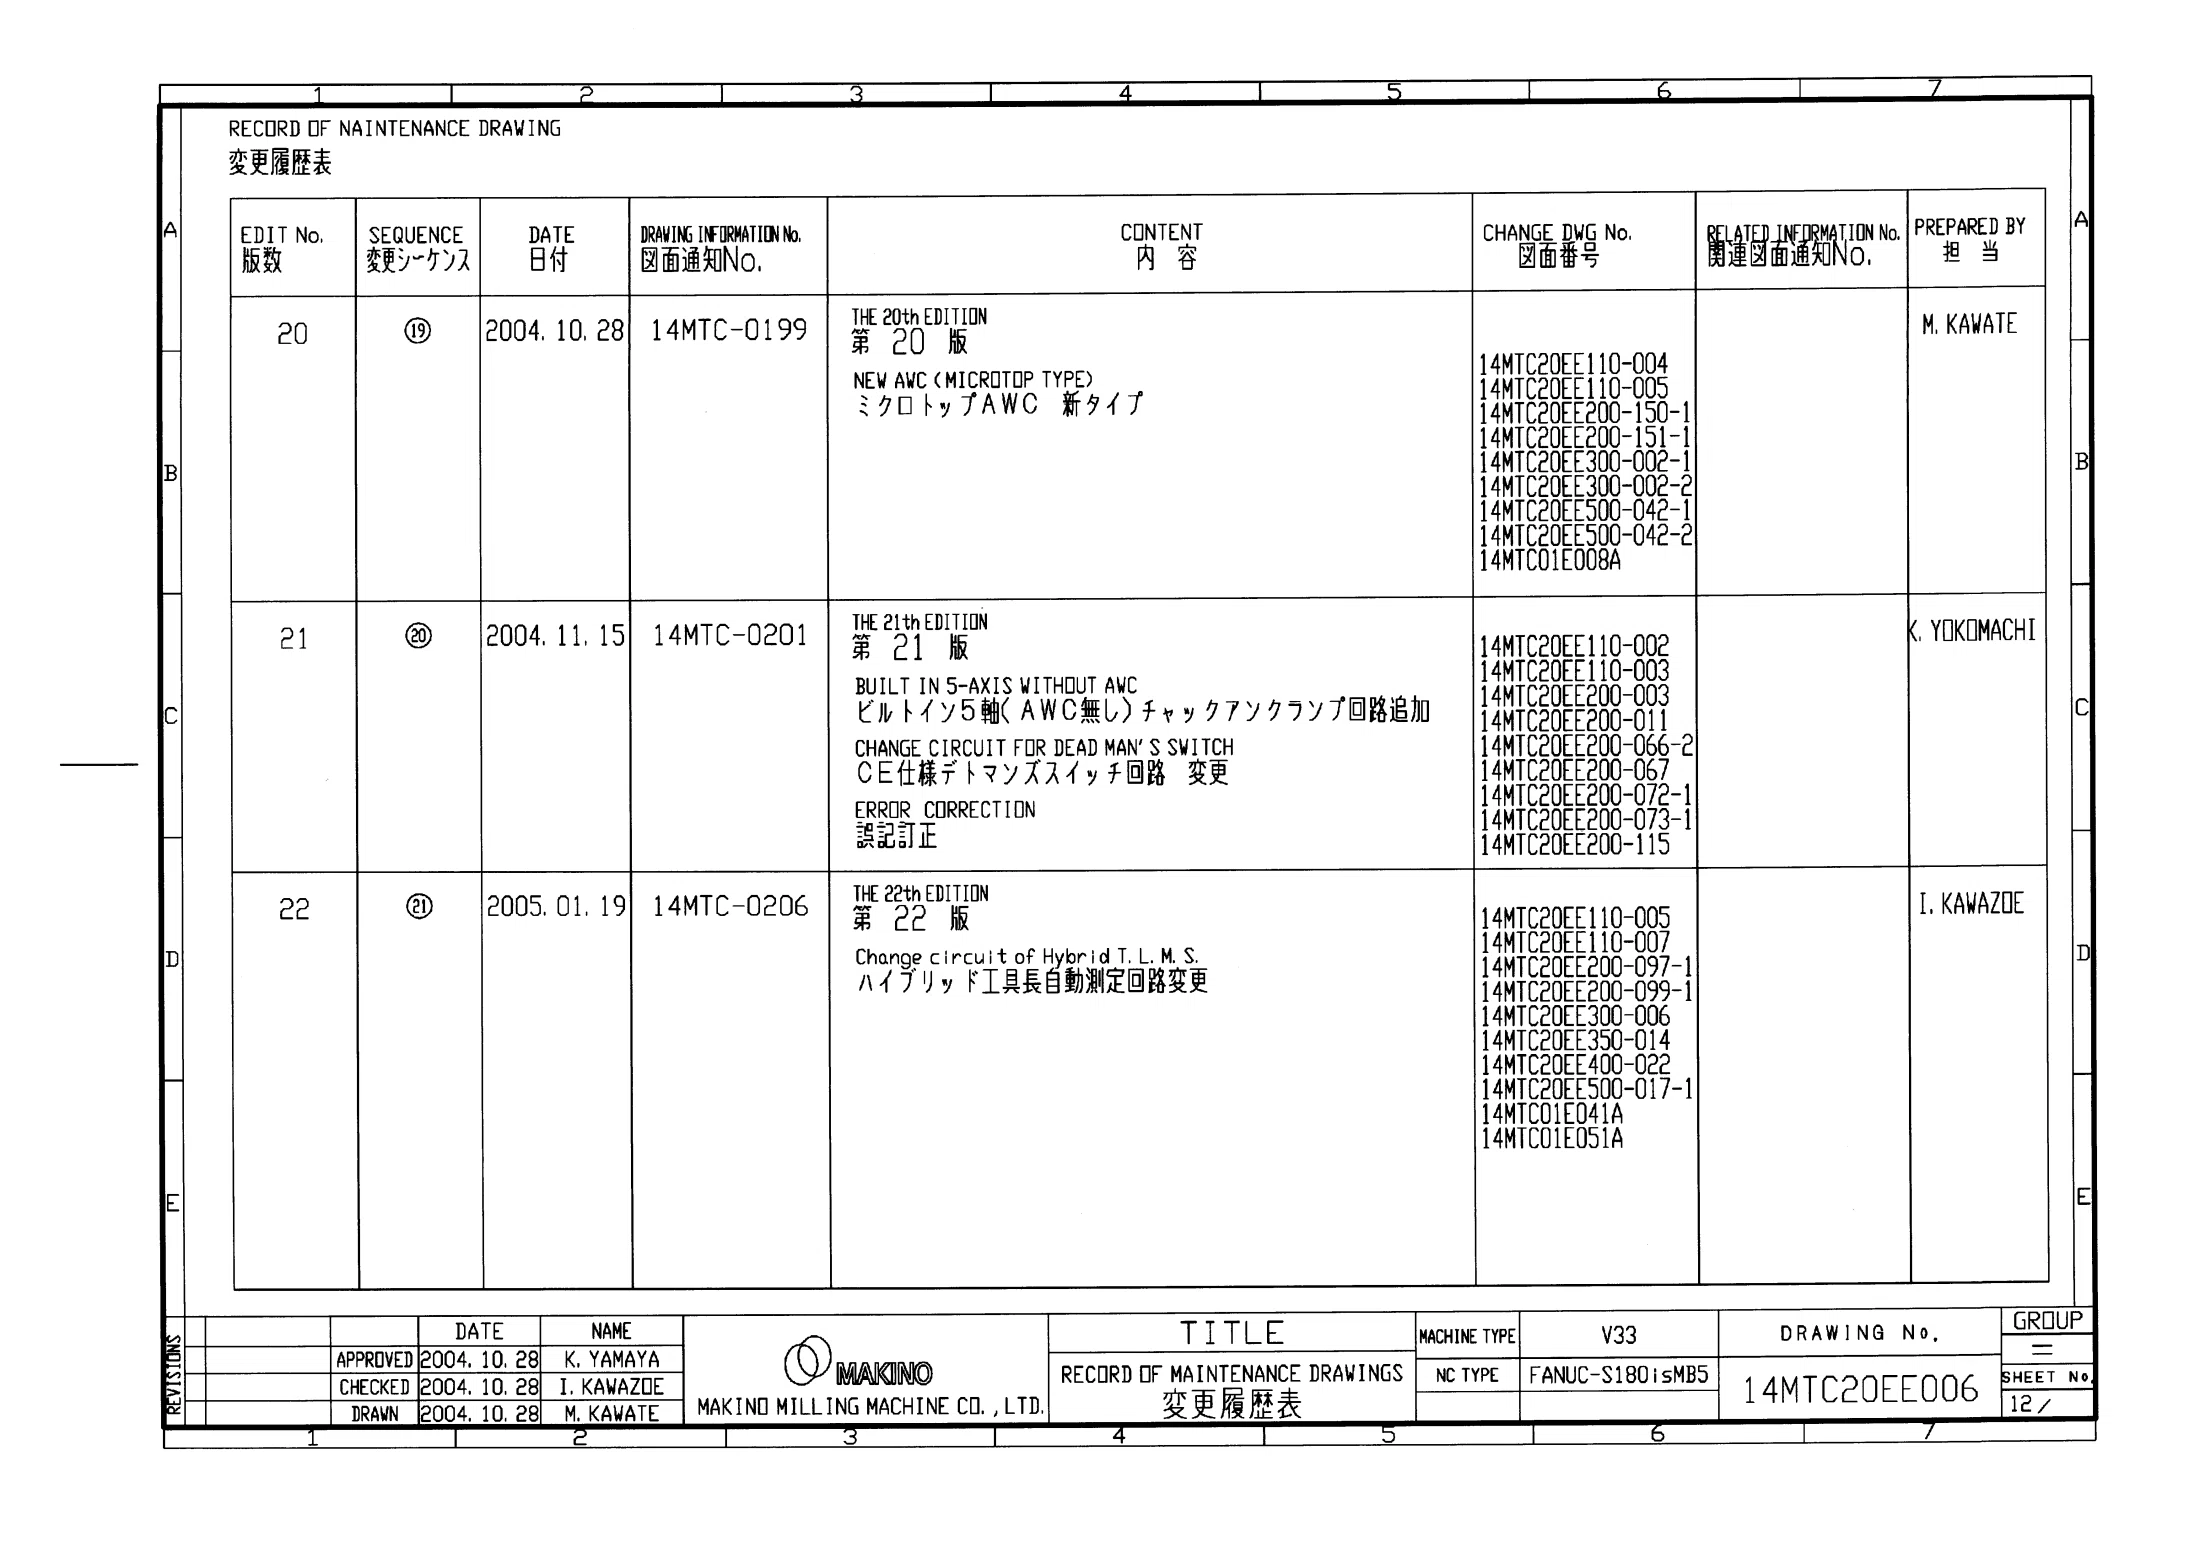 1 2 3 4 5 6 7
RECORD OF NAINTENANCE DRAWING
変更履歴表
EDIT No. SEQUENCE DATE DRAWING INFORMATION No. CONTENT CHANGE DWG No. RELATED INFORMATION No. PREPARED BY
版数 変更シーケンス 日付 図面通知No. 内 容 図面番号 関連図面通知No. 担 当
20 ⑲ 2004. 10. 28 14MTC-0199
THE 20th EDITION
第 20 版
NEW AWC (MICROTOP TYPE)
ミクロトップAWC 新タイプ
14MTC20EE110-004
14MTC20EE110-005
14MTC20EE200-150-1
14MTC20EE200-151-1
14MTC20EE300-002-1
14MTC20EE300-002-2
14MTC20EE500-042-1
14MTC20EE500-042-2
14MTC01E008A
M. KAWATE
21 ⑳ 2004. 11. 15 14MTC-0201
THE 21th EDITION
第 21 版
BUILT IN 5-AXIS WITHOUT AWC
ビルトイン5軸(AWC無し)チャックアンクランプ回路追加
CHANGE CIRCUIT FOR DEAD MAN'S SWITCH
CE仕様デトマンズスイッチ回路 変更
ERROR CORRECTION
誤記訂正
14MTC20EE110-002
14MTC20EE110-003
14MTC20EE200-003
14MTC20EE200-011
14MTC20EE200-066-2
14MTC20EE200-067
14MTC20EE200-072-1
14MTC20EE200-073-1
14MTC20EE200-115
K. YOKOMACHI
22 ㉑ 2005. 01. 19 14MTC-0206
THE 22th EDITION
第 22 版
Change circuit of Hybrid T. L. M. S.
ハイブリッド工具長自動測定回路変更
14MTC20EE110-005
14MTC20EE110-007
14MTC20EE200-097-1
14MTC20EE200-099-1
14MTC20EE300-006
14MTC20EE350-014
14MTC20EE400-022
14MTC20EE500-017-1
14MTC01E041A
14MTC01E051A
I. KAWAZOE
A A
B B
C C
D D
E E
REVISIONS
DATE NAME
APPROVED 2004. 10. 28 K. YAMAYA
CHECKED 2004. 10. 28 I. KAWAZOE
DRAWN 2004. 10. 28 M. KAWATE
MAKINO
MAKINO MILLING MACHINE CO. , LTD.
TITLE
RECORD OF MAINTENANCE DRAWINGS
変更履歴表
MACHINE TYPE V33
NC TYPE FANUC-S180isMB5
DRAWING No.
14MTC20EE006
GROUP
=
SHEET No.
12/
1 2 3 4 5 6 7